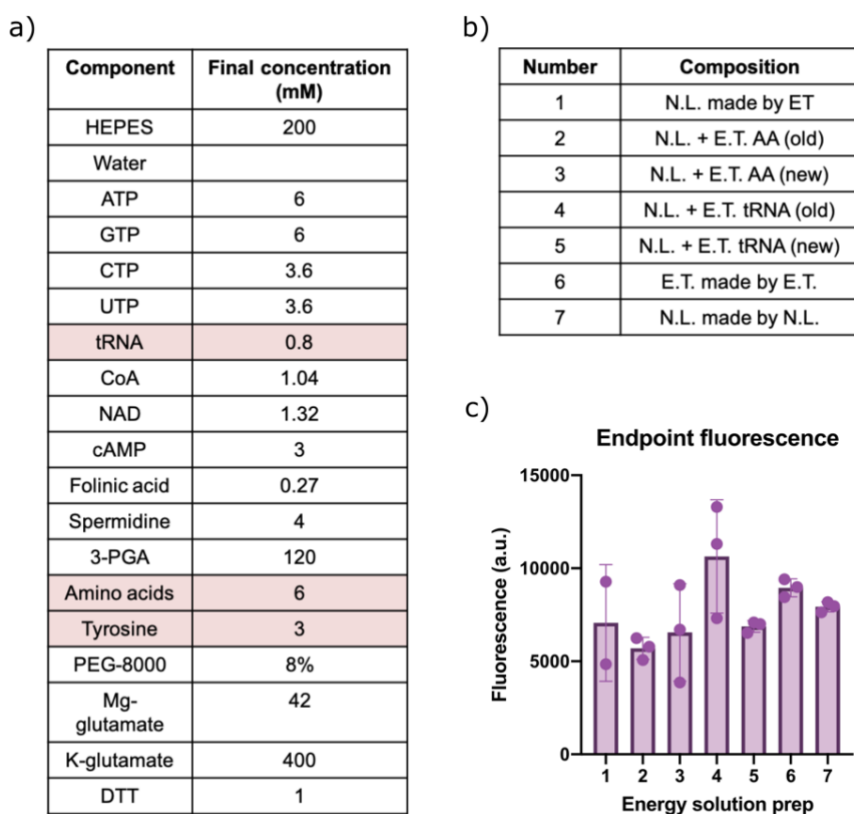 a)
Component Final concentration
(mM)
HEPES 200
Water
ATP 6
GTP 6
CTP 3.6
UTP 3.6
tRNA 0.8
CoA 1.04
NAD 1.32
cAMP 3
Folinic acid 0.27
Spermidine 4
3-PGA 120
Amino acids 6
Tyrosine 3
PEG-8000 8%
Mg-
glutamate 42
K-glutamate 400
DTT 1
b)
Number Composition
1 N.L. made by ET
2 N.L. + E.T. AA (old)
3 N.L. + E.T. AA (new)
4 N.L. + E.T. tRNA (old)
5 N.L. + E.T. tRNA (new)
6 E.T. made by E.T.
7 N.L. made by N.L.
c)
Endpoint fluorescence
Fluorescence (a.u.)
15000
10000
5000
0
1 2 3 4 5 6 7
Energy solution prep